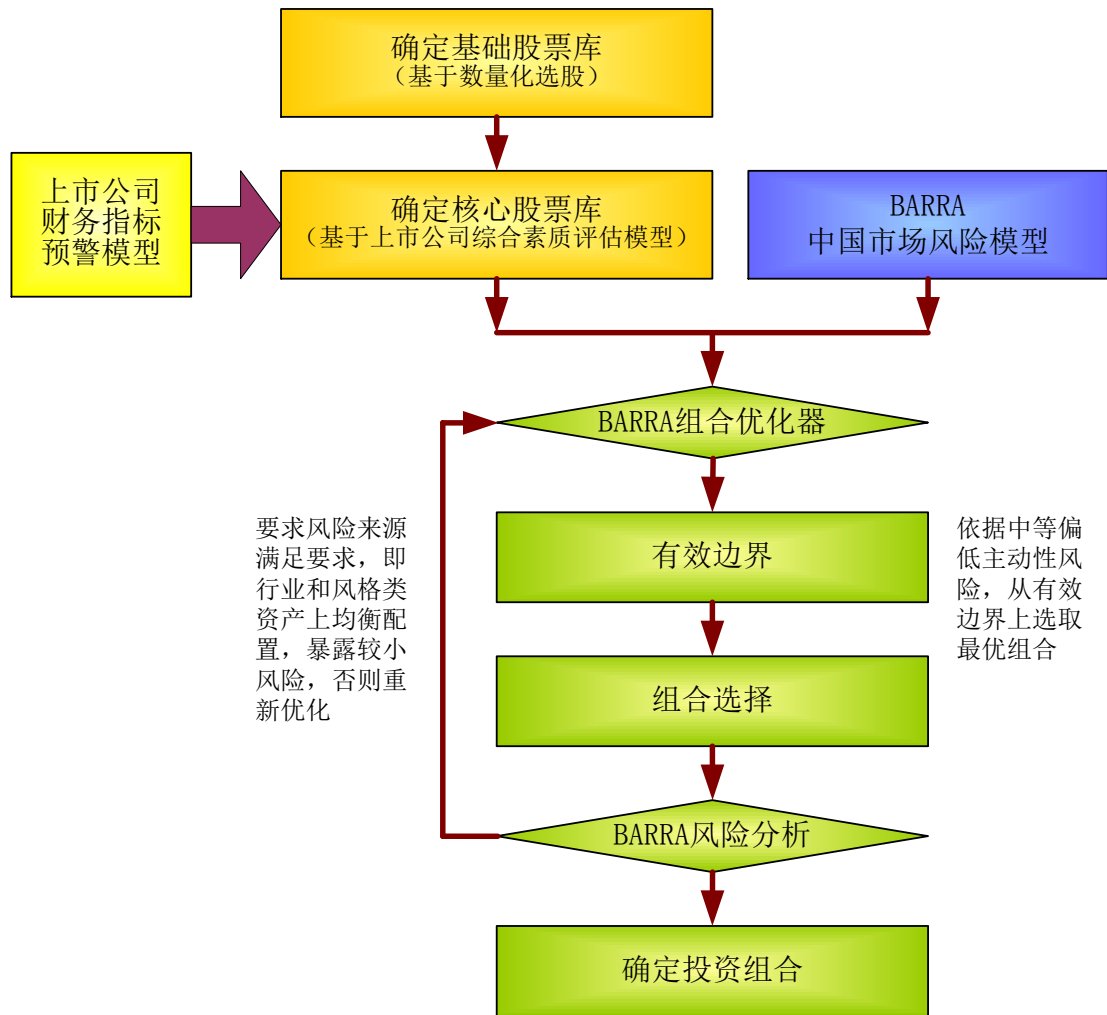 确定基础股票库
（基于数量化选股）
上市公司
财务指标
预警模型
确定核心股票库
（基于上市公司综合素质评估模型）
BARRA
中国市场风险模型
BARRA组合优化器
要求风险来源
满足要求，即
行业和风格类
资产上均衡配
置，暴露较小
风险，否则重
新优化
有效边界
依据中等偏
低主动性风
险，从有效
边界上选取
最优组合
组合选择
BARRA风险分析
确定投资组合